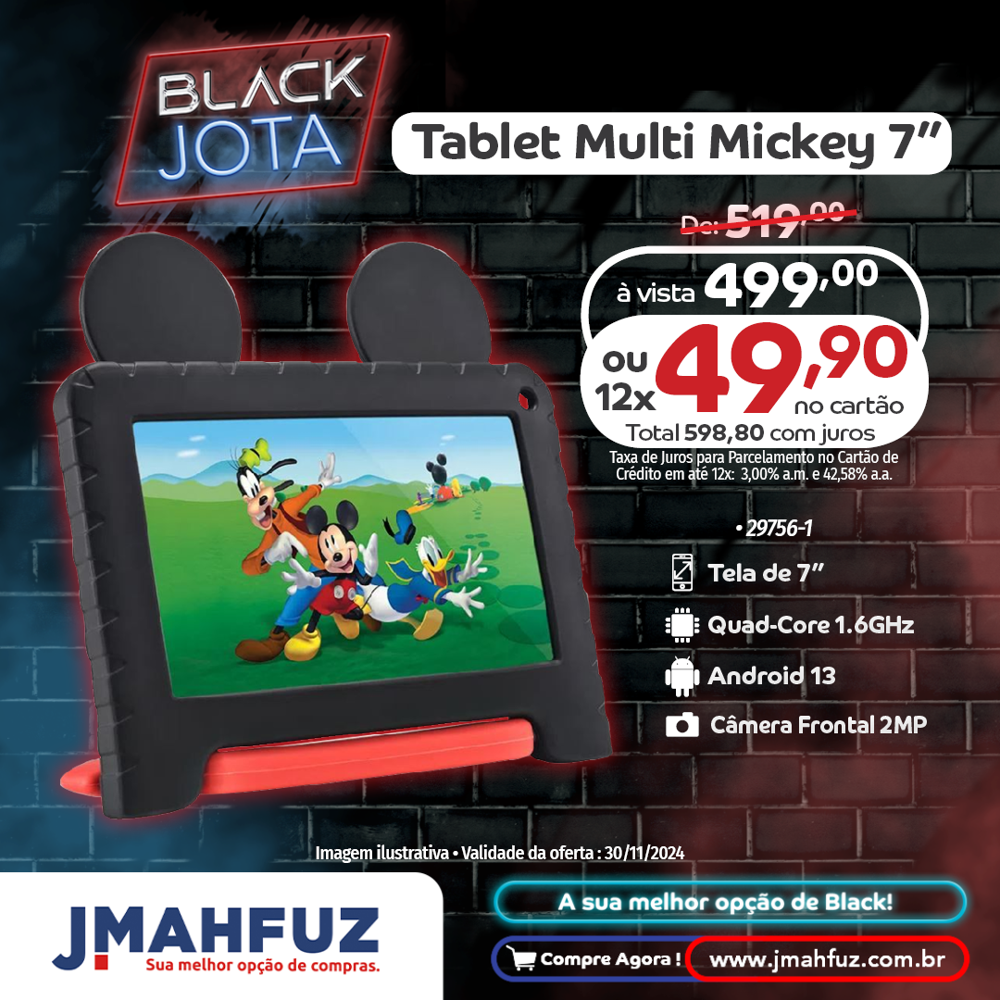 BLACK
JOTA
Tablet Multi Mickey 7”
De: 519,00
à vista 499,00
ou
12x 49,90
no cartão
Total 598,80 com juros
Taxa de Juros para Parcelamento no Cartão de
Crédito em até 12x: 3,00% a.m. e 42,58% a.a.
• 29756-1
Tela de 7”
Quad-Core 1.6GHz
Android 13
Câmera Frontal 2MP
Imagem ilustrativa • Validade da oferta : 30/11/2024
JMAHFUZ
Sua melhor opção de compras.
A sua melhor opção de Black!
Compre Agora !
www.jmahfuz.com.br